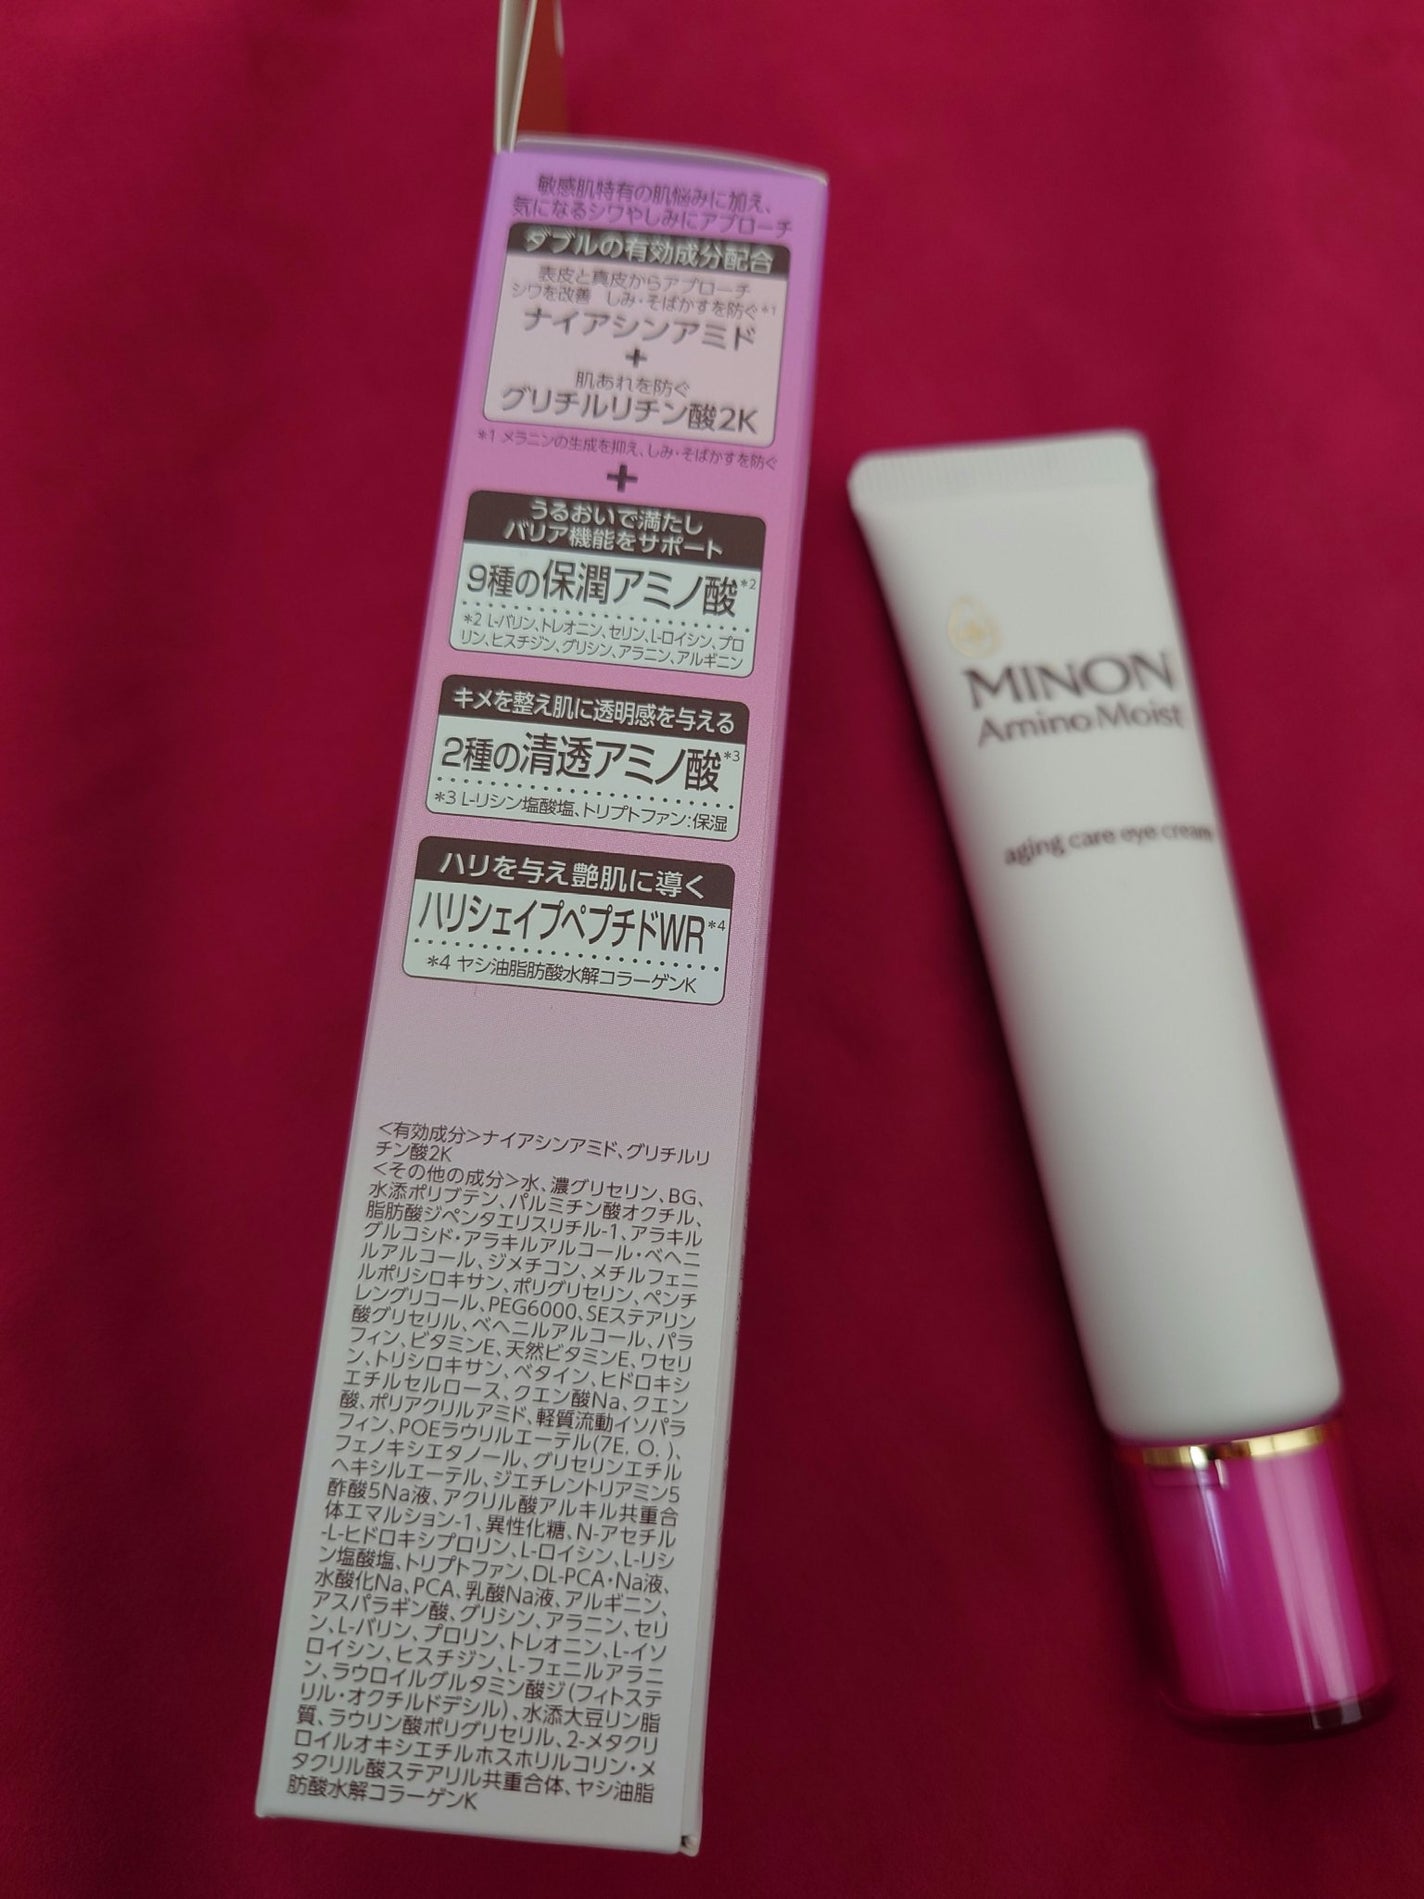 敏感肌特有の肌悩みに加え、
気になるシワやしみにアプローチ
ダブルの有効成分配合
表皮と真皮からアプローチ
シワを改善 しみ・そばかすを防ぐ*1
ナイアシンアミド
+
肌あれを防ぐ
グリチルリチン酸2K
*1 メラニンの生成を抑え、しみ・そばかすを防ぐ
+
うるおいで満たし
バリア機能をサポート
9種の保潤アミノ酸*2
*2 L-バリン、トレオニン、セリン、L-ロイシン、プロ
リン、ヒスチジン、グリシン、アラニン、アルギニン
キメを整え肌に透明感を与える
2種の清透アミノ酸*3
*3 L-リシン塩酸塩、トリプトファン:保湿
ハリを与え艶肌に導く
ハリシェイプペプチドWR*4
*4 ヤシ油脂肪酸水解コラーゲンK
<有効成分>ナイアシンアミド、グリチルリ
チン酸2K
<その他の成分>水、濃グリセリン、BG、
水添ポリブテン、パルミチン酸オクチル、
脂肪酸ジペンタエリスリチル-1、アラキル
グルコシド・アラキルアルコール・ベヘニ
ルアルコール、ジメチコン、メチルフェニ
ルポリシロキサン、ポリグリセリン、ペンチ
レングリコール、PEG6000、SEステアリン
酸グリセリル、ベヘニルアルコール、パラ
フィン、ビタミンE、天然ビタミンE、ワセリ
ン、トリシロキサン、ベタイン、ヒドロキシ
エチルセルロース、クエン酸Na、クエン
酸、ポリアクリルアミド、軽質流動イソパラ
フィン、POEラウリルエーテル(7E. O. )、
フェノキシエタノール、グリセリンエチル
ヘキシルエーテル、ジエチレントリアミン5
酢酸5Na液、アクリル酸アルキル共重合
体エマルション-1、異性化糖、N-アセチル
-L-ヒドロキシプロリン、L-ロイシン、L-リシ
ン塩酸塩、トリプトファン、DL-PCA・Na液、
水酸化Na、PCA、乳酸Na液、アルギニン、
アスパラギン酸、グリシン、アラニン、セリ
ン、L-バリン、プロリン、トレオニン、L-イソ
ロイシン、ヒスチジン、L-フェニルアラニ
ン、ラウロイルグルタミン酸ジ(フィトステ
リル・オクチルドデシル)、水添大豆リン脂
質、ラウリン酸ポリグリセリル、2-メタクリ
ロイルオキシエチルホスホリルコリン・メ
タクリル酸ステアリル共重合体、ヤシ油脂
肪酸水解コラーゲンK
MINON
Amino Moist
aging care eye cream